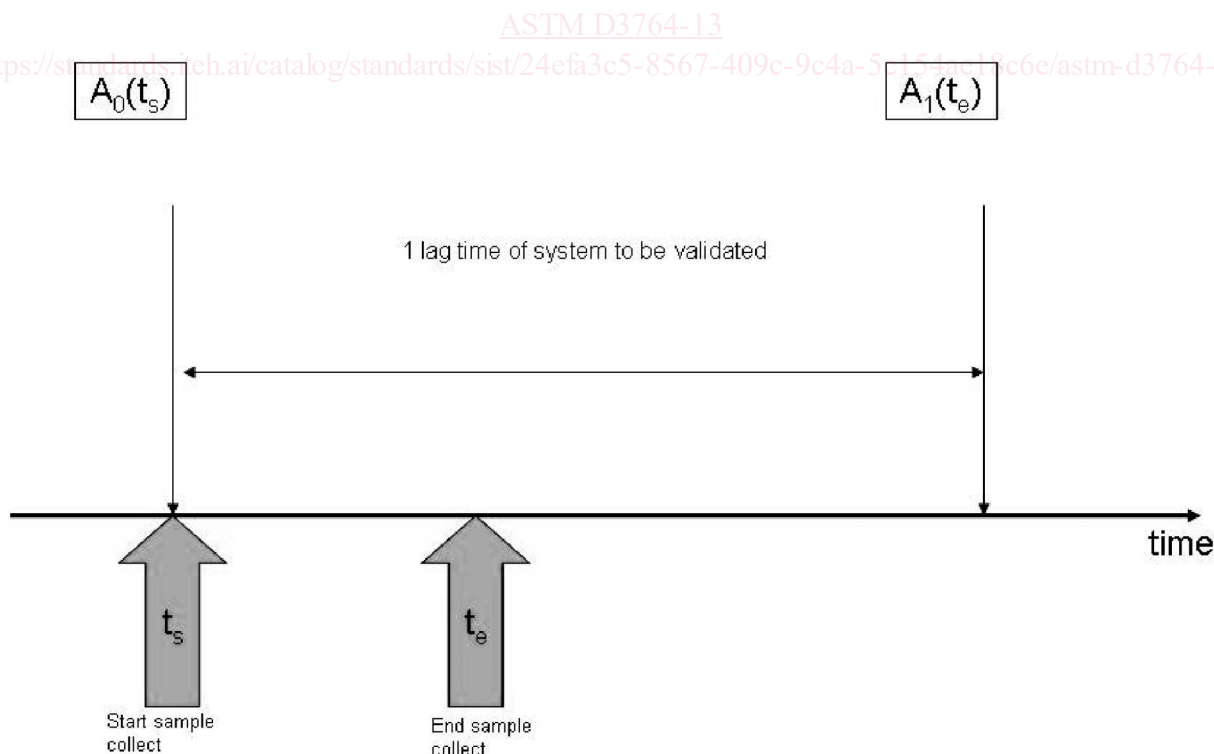 ASTM D3764-13
tps://standards.iteh.ai/catalog/standards/sist/24efa3c5-8567-409c-9c4a-5c154ae18c6e/astm-d3764-
A₀(tₛ)
A₁(tₑ)
1 lag time of system to be validated
time
tₛ
tₑ
Start sample
collect
End sample
collect